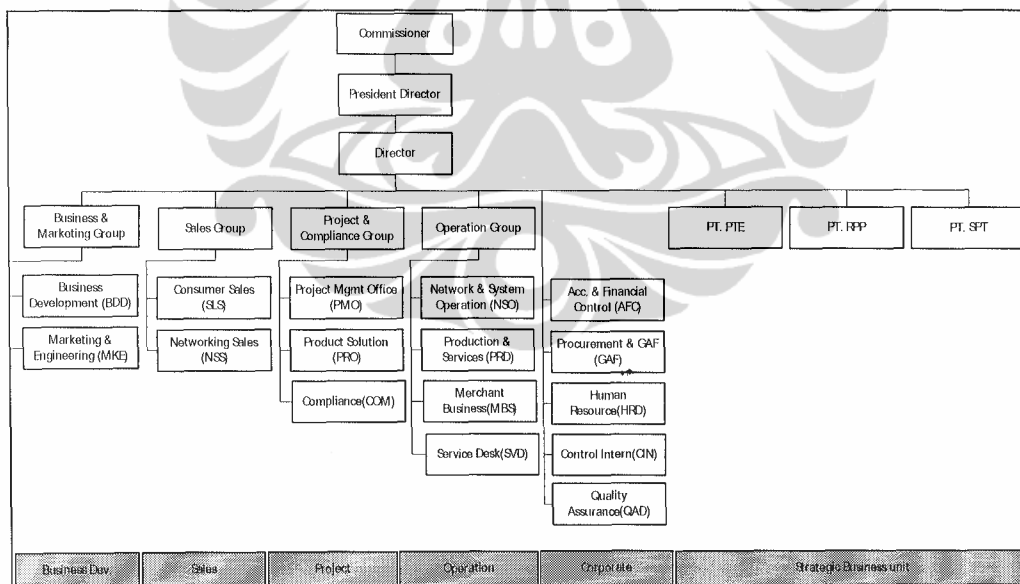 Commissioner
President Director
Director
Business &
Marketing Group
Sales Group
Project &
Compliance Group
Operation Group
PT. PTE
PT. RPP
PT. SPT
Business
Development (BDD)
Marketing &
Engineering (MKE)
Consumer Sales
(SLS)
Networking Sales
(NSS)
Project Mgmt Office
(PMO)
Product Solution
(PRO)
Compliance(COM)
Network & System
Operation (NSO)
Production &
Services (PRD)
Merchant
Business(MBS)
Service Desk(SVD)
Acc. & Financial
Control (AFC)
Procurement & GAF
(GAF)
Human
Resource(HRD)
Control Intern(CIN)
Quality
Assurance(QAD)
Business Dev.
Sales
Project
Operation
Corporate
Strategic Business unit